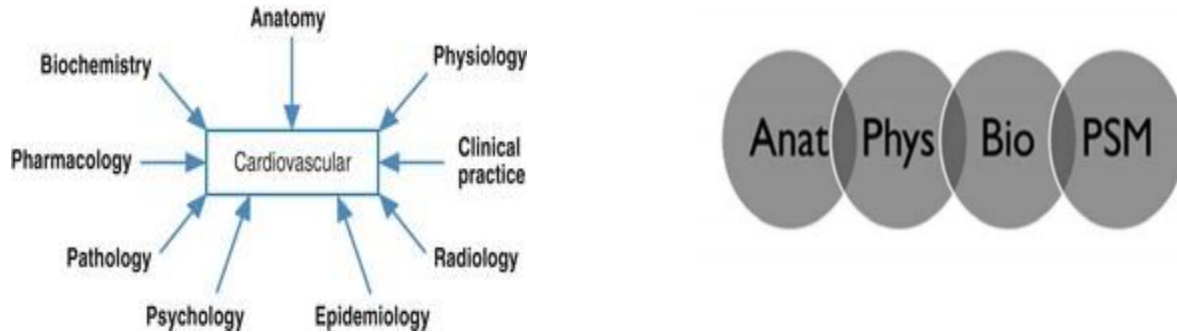 Anatomy
Biochemistry
Physiology
Pharmacology
Cardiovascular
Clinical
practice
Pathology
Radiology
Psychology
Epidemiology
Anat Phys Bio PSM